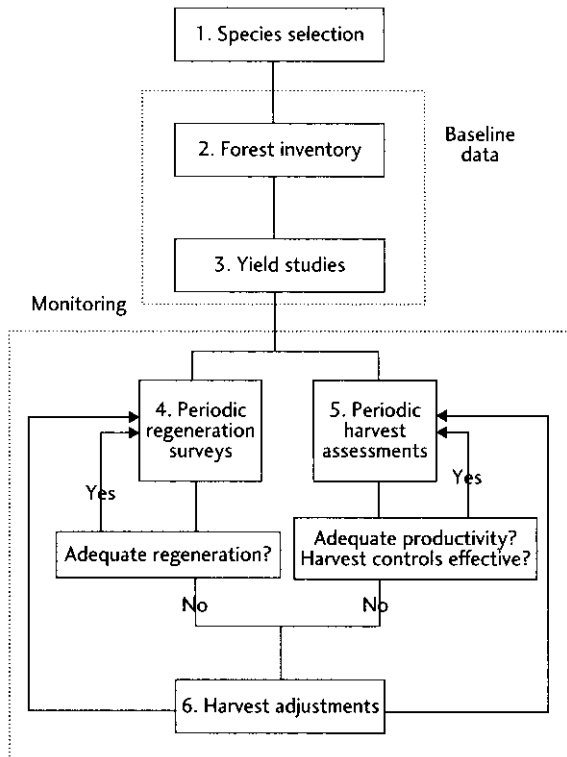 1. Species selection
Baseline
data
2. Forest inventory
3. Yield studies
Monitoring
4. Periodic
regeneration
surveys
5. Periodic
harvest
assessments
Yes
Yes
Adequate regeneration?
Adequate productivity?
Harvest controls effective?
No
No
6. Harvest adjustments